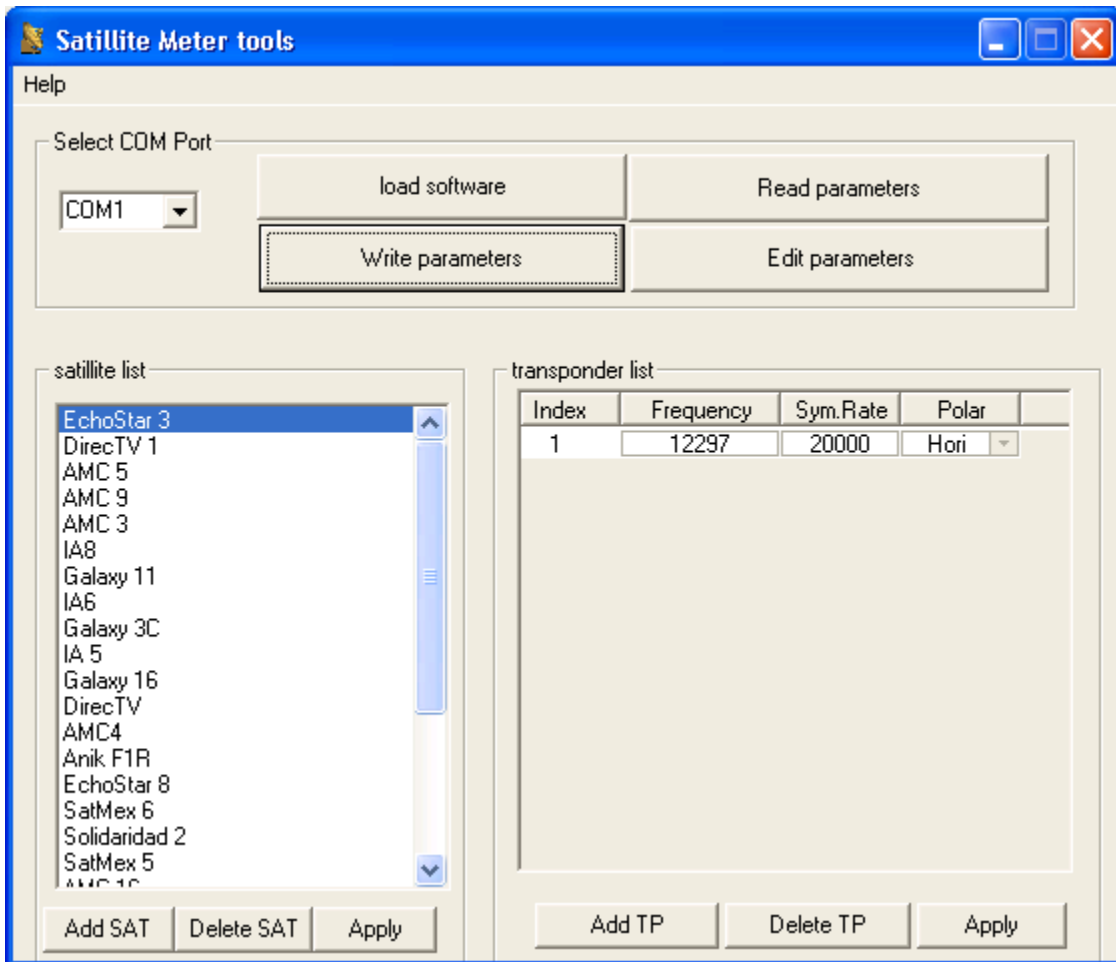 Satillite Meter tools
Help
Select COM Port
COM1
load software
Read parameters
Write parameters
Edit parameters
satillite list
EchoStar 3
DirecTV 1
AMC 5
AMC 9
AMC 3
IA8
Galaxy 11
IA6
Galaxy 3C
IA 5
Galaxy 16
DirecTV
AMC4
Anik F1R
EchoStar 8
SatMex 6
Solidaridad 2
SatMex 5
Add SAT Delete SAT Apply
transponder list
Index Frequency Sym.Rate Polar
1 12297 20000 Hori
Add TP Delete TP Apply